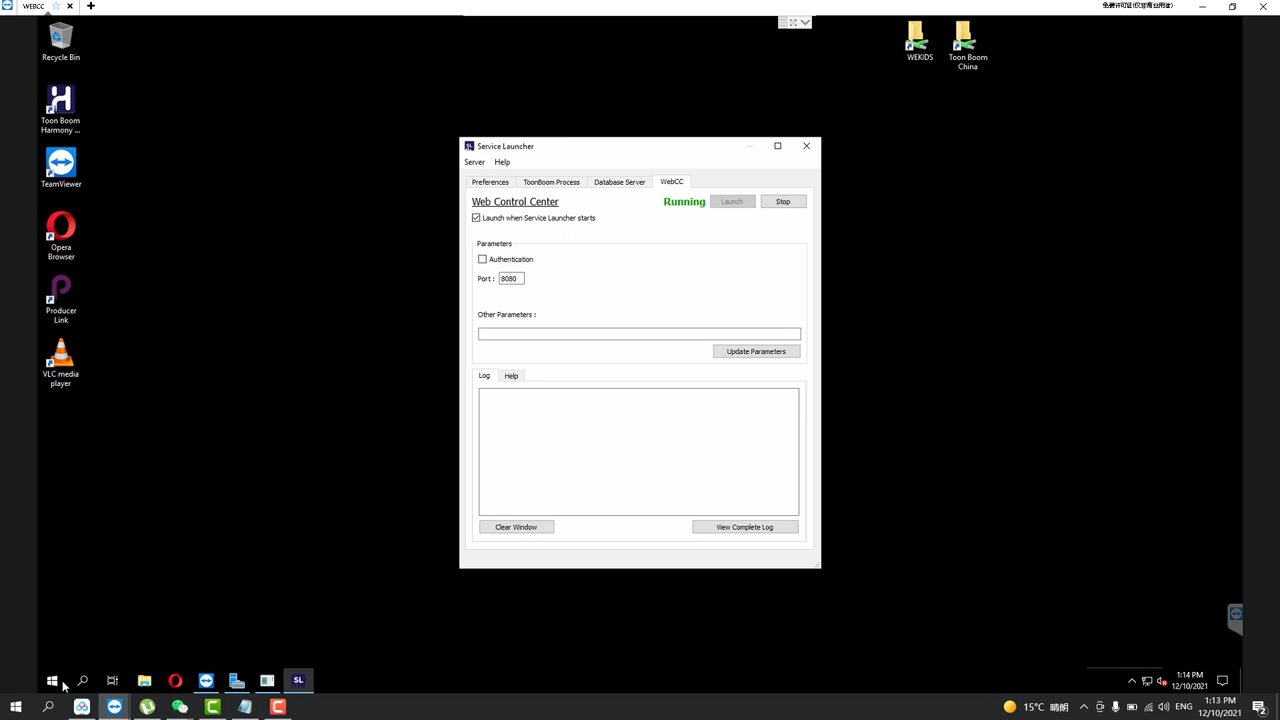 WEBCC
免费许可证(仅非商业用途)
Recycle Bin
WEKIDS
Toon Boom
China
Toon Boom
Harmony ...
TeamViewer
Opera
Browser
Producer
Link
VLC media
player
SL Service Launcher
Server Help
Preferences ToonBoom Process Database Server WebCC
Web Control Center Running Launch Stop
Launch when Service Launcher starts
Parameters
Authentication
Port : 8080
Other Parameters :
Update Parameters
Log Help
Clear Window View Complete Log
SL
1:14 PM
12/10/2021
15°C 晴朗
ENG
1:13 PM
12/10/2021
2